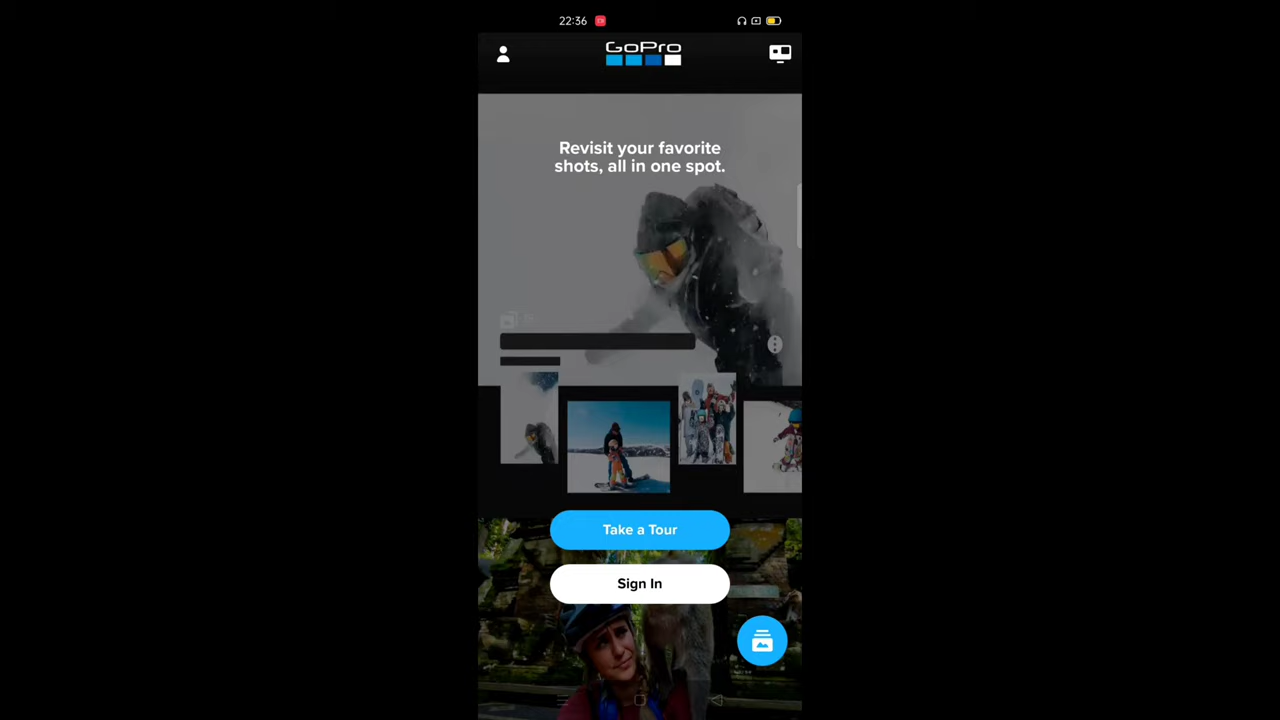 22:36
GoPro
Revisit your favorite
shots, all in one spot.
Take a Tour
Sign In